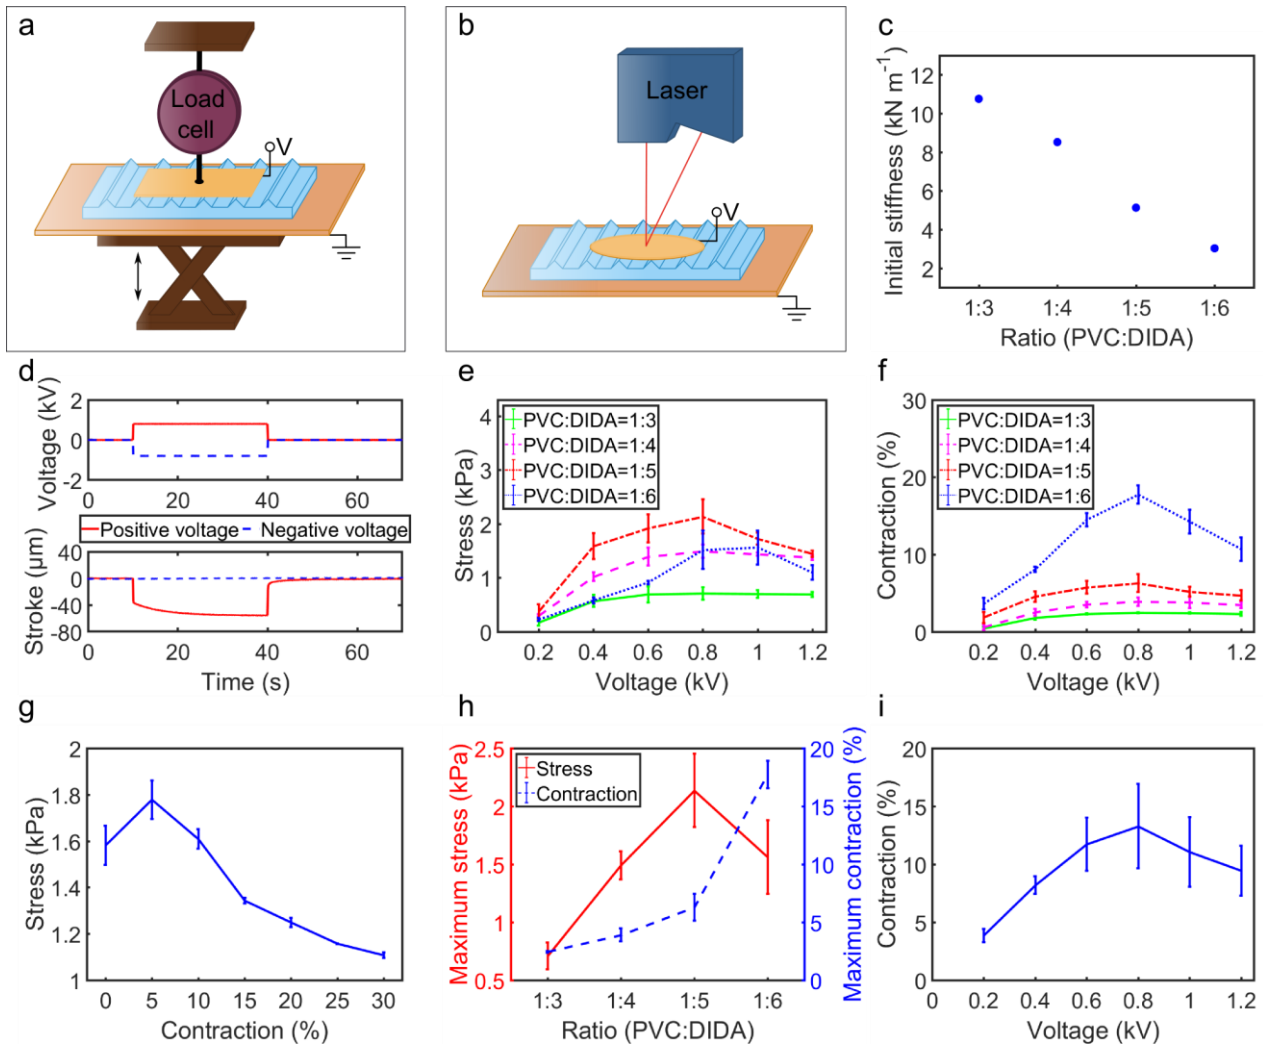 a
Load
cell
V
b
Laser
V
c
Initial stiffness (kN m⁻¹)
12
10
8
6
4
2
1:3 1:4 1:5 1:6
Ratio (PVC:DIDA)
d
Voltage (kV)
2
0
-2
0 20 40 60
Positive voltage Negative voltage
Stroke (µm)
40
0
-40
-80
0 20 40 60
Time (s)
e
Stress (kPa)
4
3
2
1
0
PVC:DIDA=1:3
PVC:DIDA=1:4
PVC:DIDA=1:5
PVC:DIDA=1:6
0.2 0.4 0.6 0.8 1 1.2
Voltage (kV)
f
Contraction (%)
30
20
10
0
PVC:DIDA=1:3
PVC:DIDA=1:4
PVC:DIDA=1:5
PVC:DIDA=1:6
0 0.2 0.4 0.6 0.8 1 1.2
Voltage (kV)
g
Stress (kPa)
2
1.8
1.6
1.4
1.2
1
0 5 10 15 20 25 30
Contraction (%)
h
Maximum stress (kPa)
2.5
2
1.5
1
0.5
Stress
Contraction
20
15
10
5
0
Maximum contraction (%)
1:3 1:4 1:5 1:6
Ratio (PVC:DIDA)
i
Contraction (%)
20
15
10
5
0
0 0.2 0.4 0.6 0.8 1 1.2
Voltage (kV)